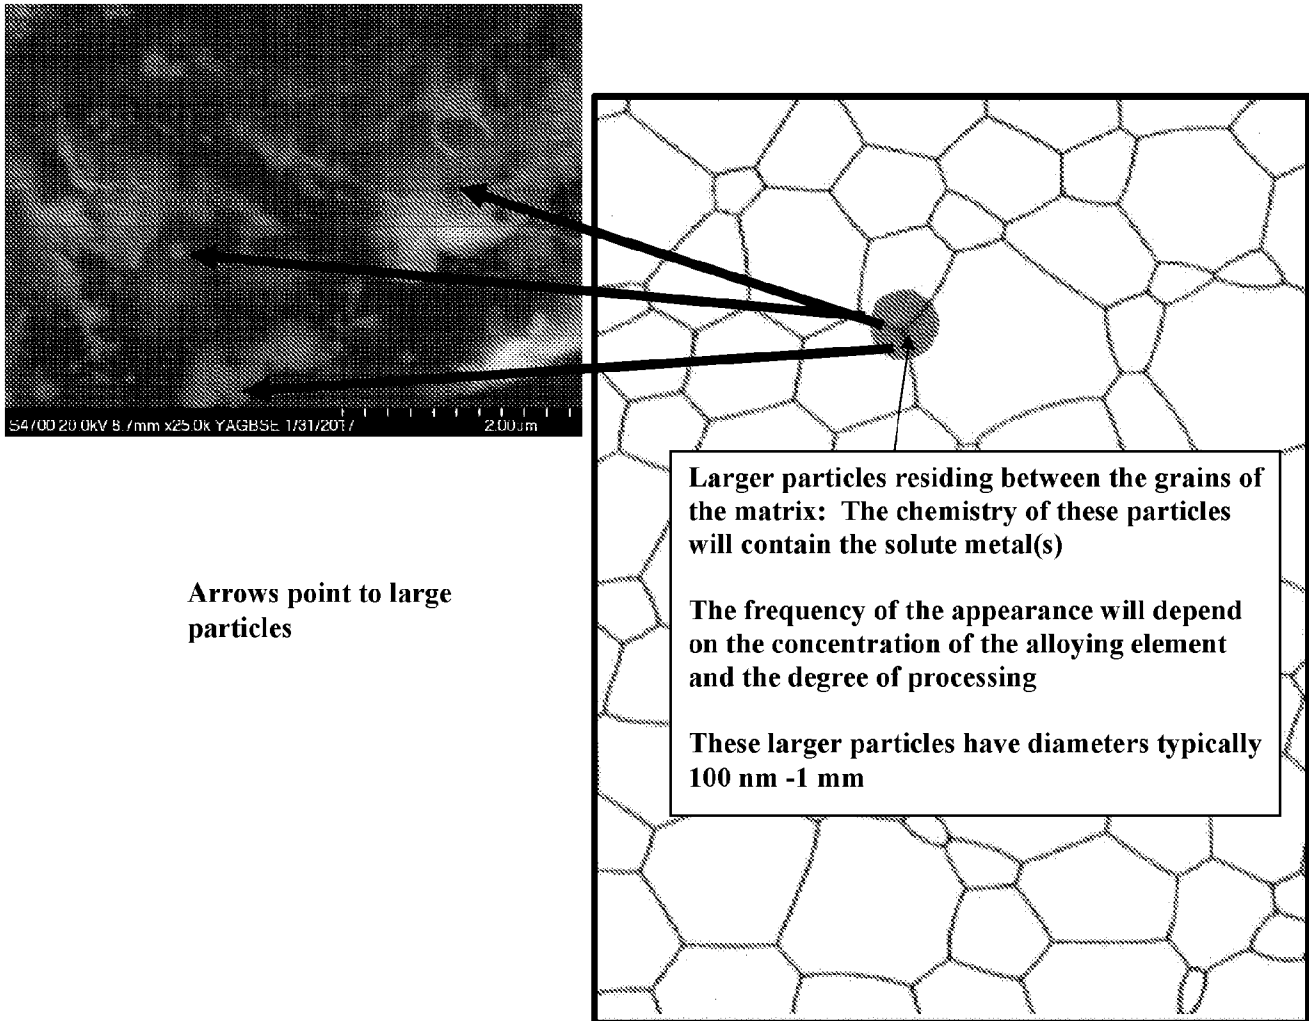 S4700 20.0kV 8.7mm x25.0k YAGBSE 1/31/2017 2.00um
Larger particles residing between the grains of
the matrix: The chemistry of these particles
will contain the solute metal(s)
The frequency of the appearance will depend
on the concentration of the alloying element
and the degree of processing
These larger particles have diameters typically
100 nm -1 mm
Arrows point to large
particles